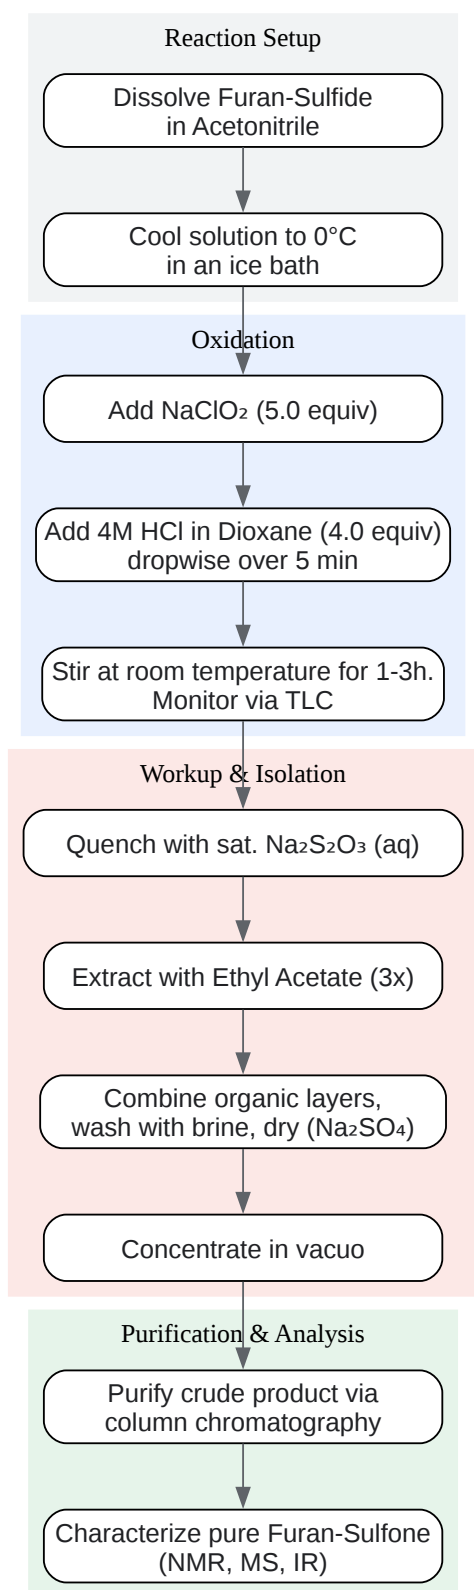 Reaction Setup
Dissolve Furan-Sulfide
in Acetonitrile
Cool solution to 0°C
in an ice bath
Oxidation
Add NaClO₂ (5.0 equiv)
Add 4M HCl in Dioxane (4.0 equiv)
dropwise over 5 min
Stir at room temperature for 1-3h.
Monitor via TLC
Workup & Isolation
Quench with sat. Na₂S₂O₃ (aq)
Extract with Ethyl Acetate (3x)
Combine organic layers,
wash with brine, dry (Na₂SO₄)
Concentrate in vacuo
Purification & Analysis
Purify crude product via
column chromatography
Characterize pure Furan-Sulfone
(NMR, MS, IR)